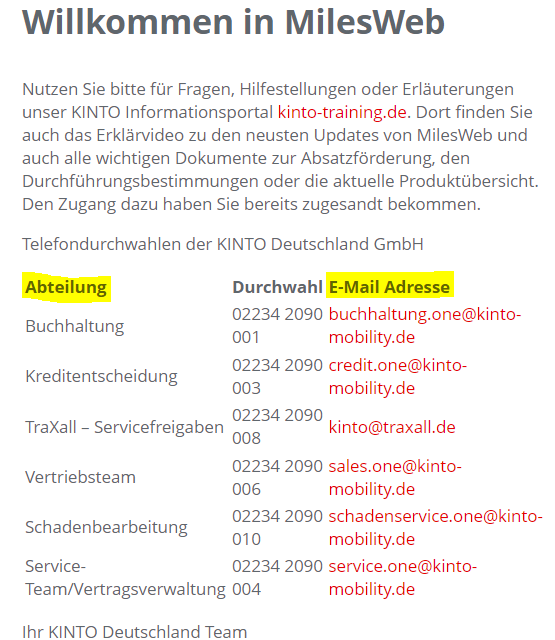 Willkommen in MilesWeb
Nutzen Sie bitte für Fragen, Hilfestellungen oder Erläuterungen
unser KINTO Informationsportal kinto-training.de. Dort finden Sie
auch das Erklärvideo zu den neusten Updates von MilesWeb und
auch alle wichtigen Dokumente zur Absatzförderung, den
Durchführungsbestimmungen oder die aktuelle Produktübersicht.
Den Zugang dazu haben Sie bereits zugesandt bekommen.
Telefondurchwahlen der KINTO Deutschland GmbH
Abteilung Durchwahl E-Mail Adresse
Buchhaltung 02234 2090 001 buchhaltung.one@kinto-mobility.de
Kreditentscheidung 02234 2090 003 credit.one@kinto-mobility.de
TraXall – Servicefreigaben 02234 2090 008 kinto@traxall.de
Vertriebsteam 02234 2090 006 sales.one@kinto-mobility.de
Schadenbearbeitung 02234 2090 010 schadenservice.one@kinto-mobility.de
Service-Team/Vertragsverwaltung 02234 2090 004 service.one@kinto-mobility.de
Ihr KINTO Deutschland Team